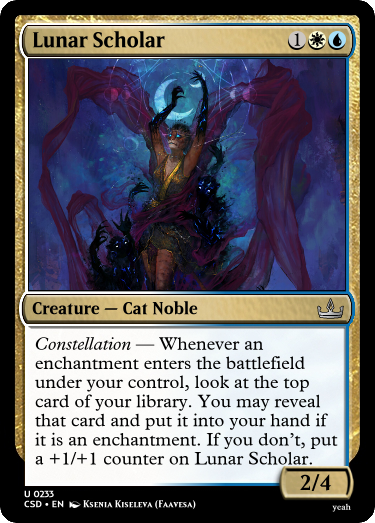 Lunar Scholar 1
Creature — Cat Noble
Constellation — Whenever an
enchantment enters the battlefield
under your control, look at the top
card of your library. You may reveal
that card and put it into your hand if
it is an enchantment. If you don't, put
a +1/+1 counter on Lunar Scholar.
2/4
U 0233
CSD • EN Ksenia Kiseleva (Faavesa)
yeah